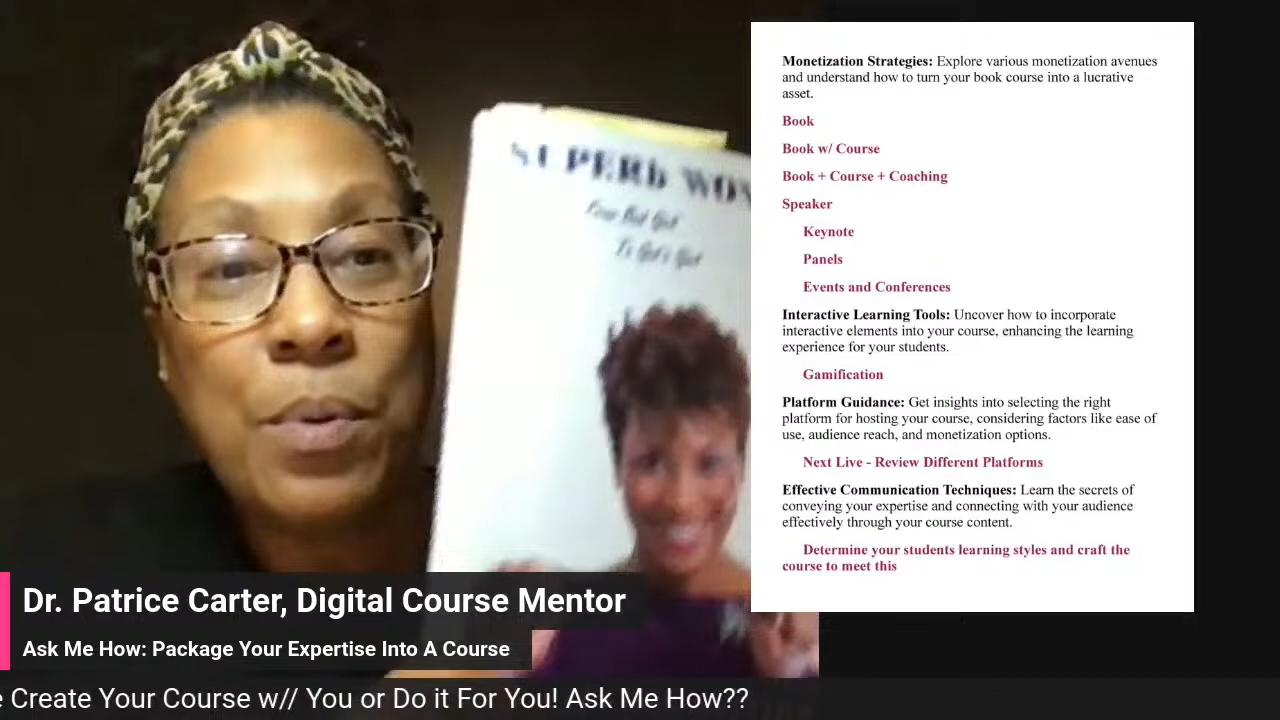 SUPERb WO
Monetization Strategies: Explore various monetization avenues
and understand how to turn your book course into a lucrative
asset.
Book
Book w/ Course
Book + Course + Coaching
Speaker
Keynote
Panels
Events and Conferences
Interactive Learning Tools: Uncover how to incorporate
interactive elements into your course, enhancing the learning
experience for your students.
Gamification
Platform Guidance: Get insights into selecting the right
platform for hosting your course, considering factors like ease of
use, audience reach, and monetization options.
Next Live - Review Different Platforms
Effective Communication Techniques: Learn the secrets of
conveying your expertise and connecting with your audience
effectively through your course content.
Determine your students learning styles and craft the
course to meet this
Dr. Patrice Carter, Digital Course Mentor
Ask Me How: Package Your Expertise Into A Course
e Create Your Course w// You or Do it For You! Ask Me How??